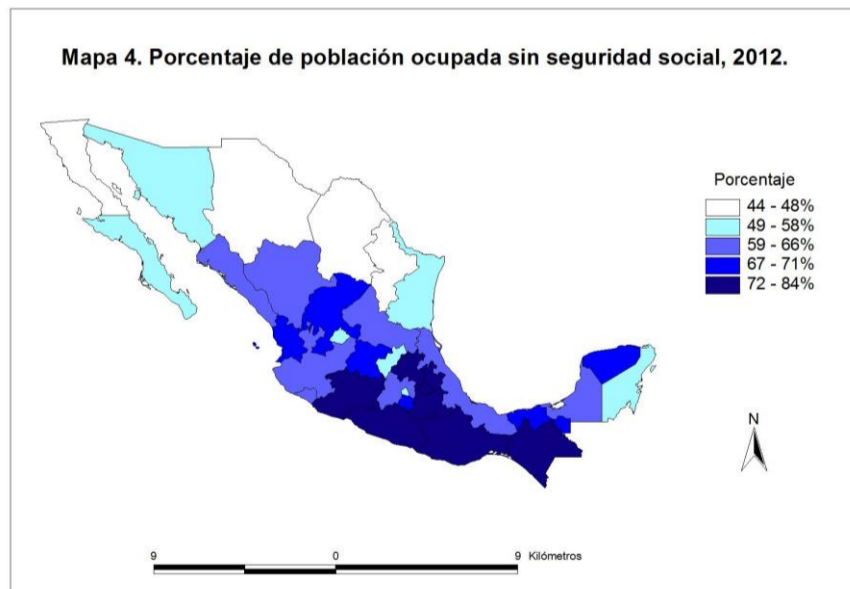 Mapa 4. Porcentaje de población ocupada sin seguridad social, 2012.
Porcentaje
44 - 48%
49 - 58%
59 - 66%
67 - 71%
72 - 84%
N
9 0 9 Kilómetros